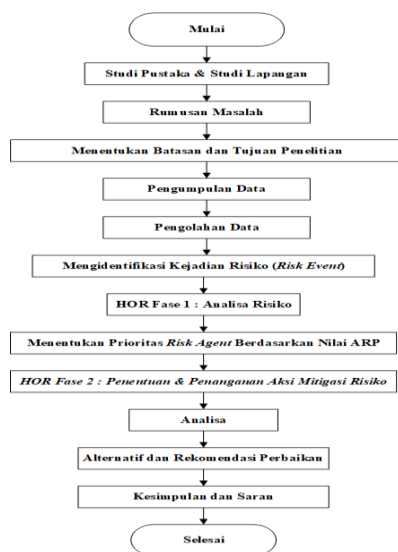 Mulai
Studi Pustaka & Studi Lapangan
Rumusan Masalah
Menentukan Batasan dan Tujuan Penelitian
Pengumpulan Data
Pengolahan Data
Mengidentifikasi Kejadian Risiko (Risk Event)
HOR Fase 1 : Analisa Risiko
Menentukan Prioritas Risk Agent Berdasarkan Nilai ARP
HOR Fase 2 : Penentuan & Penanganan Aksi Mitigasi Risiko
Analisa
Alternatif dan Rekomendasi Perbaikan
Kesimpulan dan Saran
Selesai